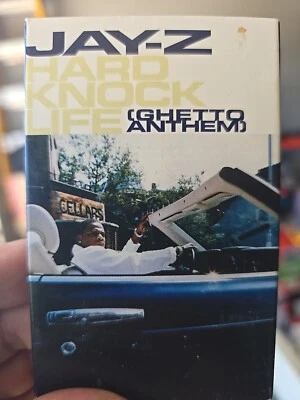 JAY-Z
HARD
KNOCK
LIFE (GHETTO
ANTHEM)
CELLARS